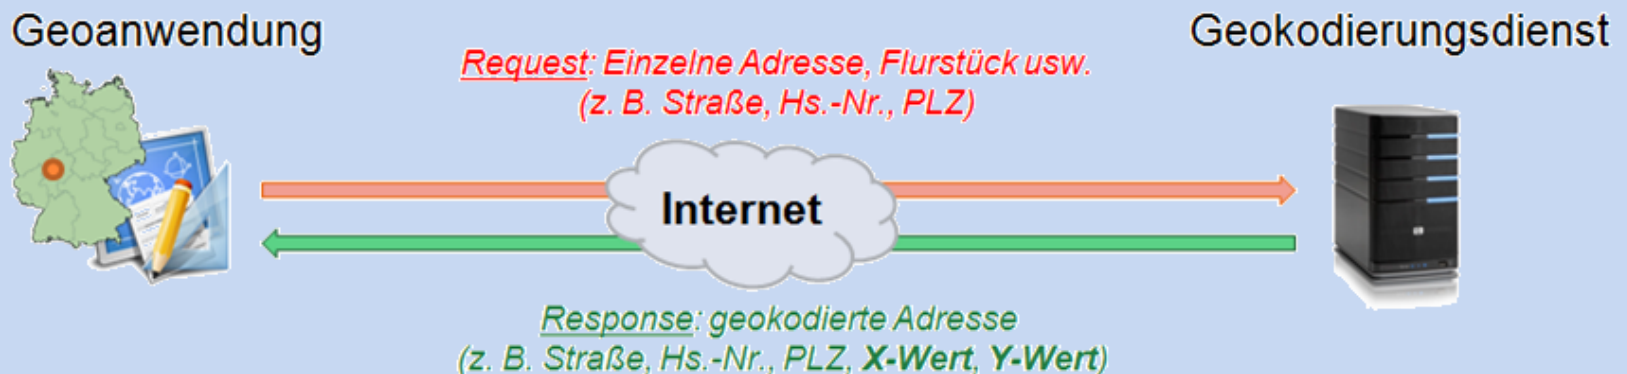 Geoanwendung
Geokodierungsdienst
Request: Einzelne Adresse, Flurstück usw.
(z. B. Straße, Hs.-Nr., PLZ)
Internet
Response: geokodierte Adresse
(z. B. Straße, Hs.-Nr., PLZ, X-Wert, Y-Wert)